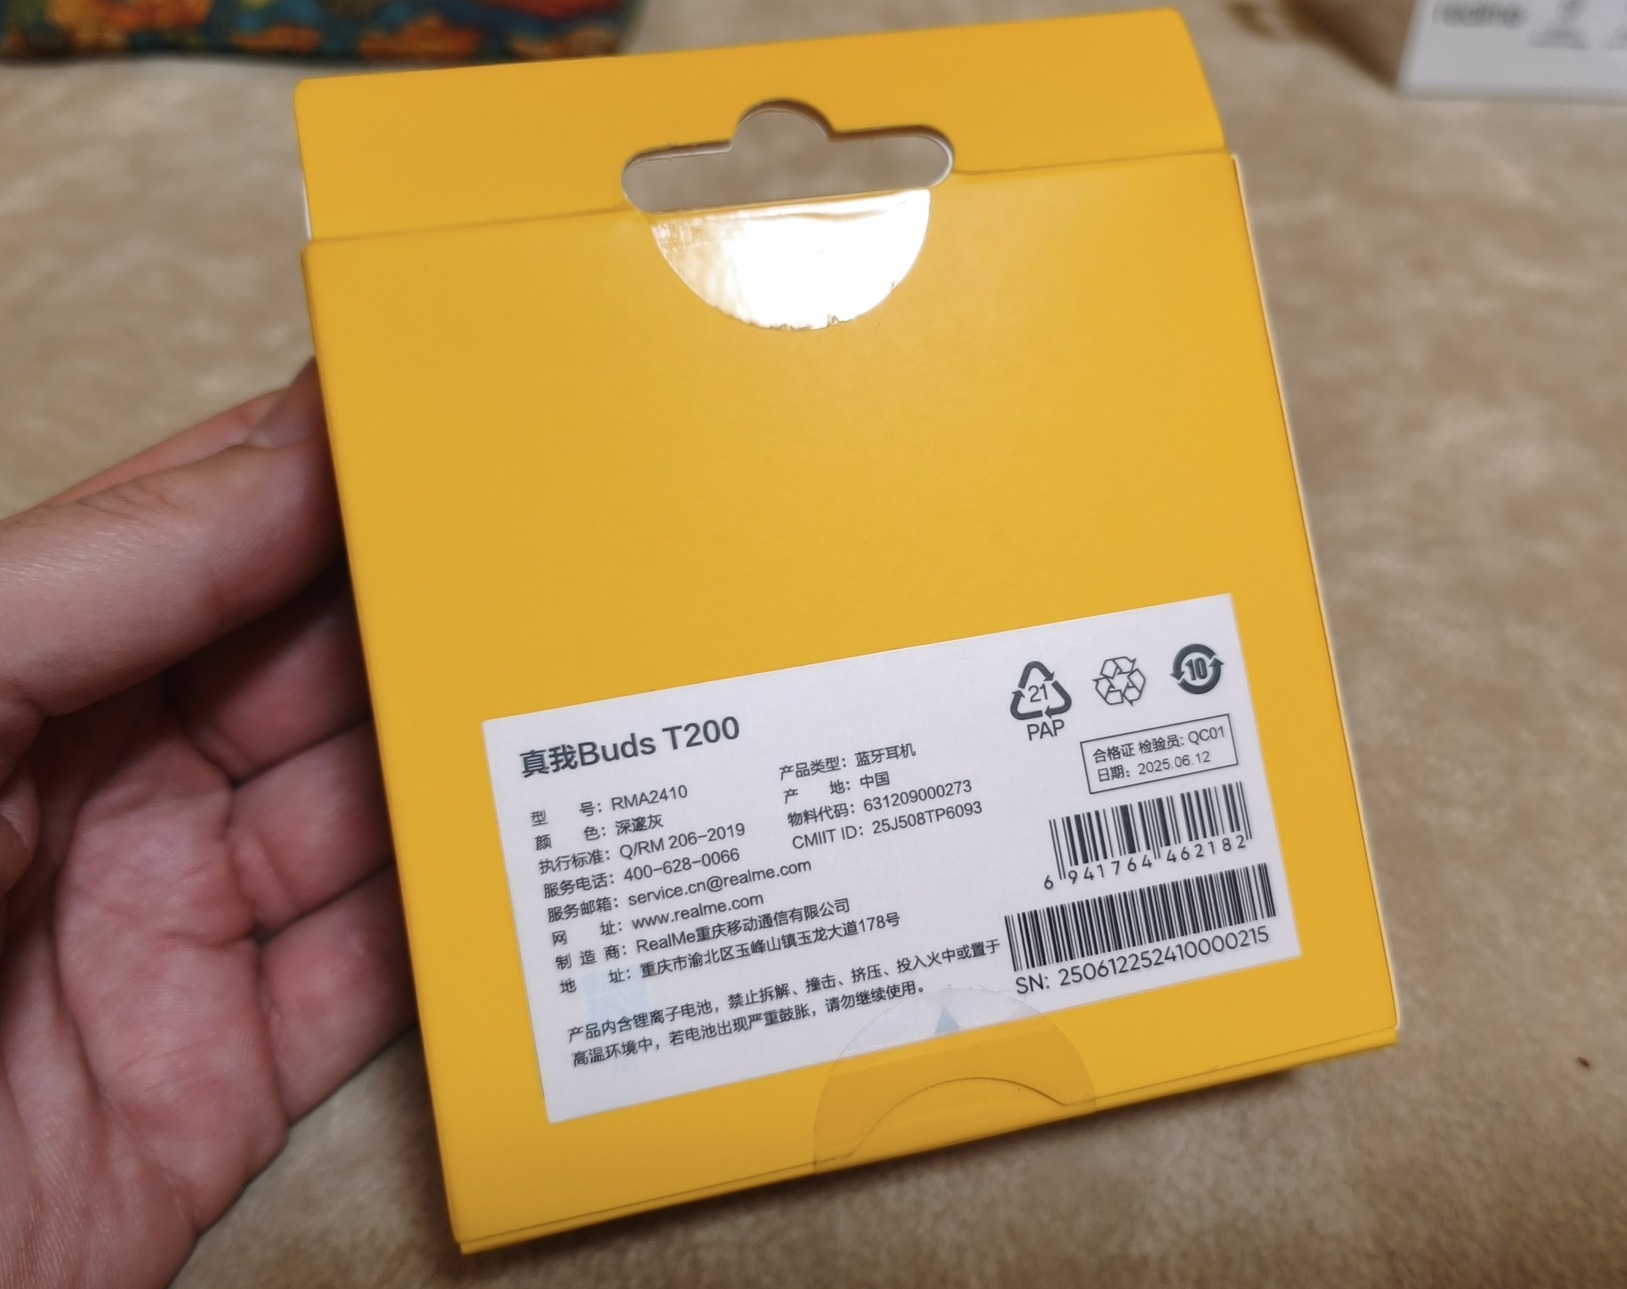 realme
真我Buds T200
型 号：RMA2410
颜 色：深邃灰
执行标准：Q/RM 206-2019
服务电话：400-628-0066
服务邮箱：service.cn@realme.com
网 址：www.realme.com
制 造 商：RealMe重庆移动通信有限公司
地 址：重庆市渝北区玉峰山镇玉龙大道178号
产品类型：蓝牙耳机
产 地：中国
物料代码：631209000273
CMIIT ID：25J508TP6093
产品内含锂离子电池，禁止拆解、撞击、挤压、投入火中或置于
高温环境中，若电池出现严重鼓胀，请勿继续使用。
21
PAP
10
合格证 检验员: QC01
日期：2025.06.12
6 941764 462182
SN: 250612252410000215